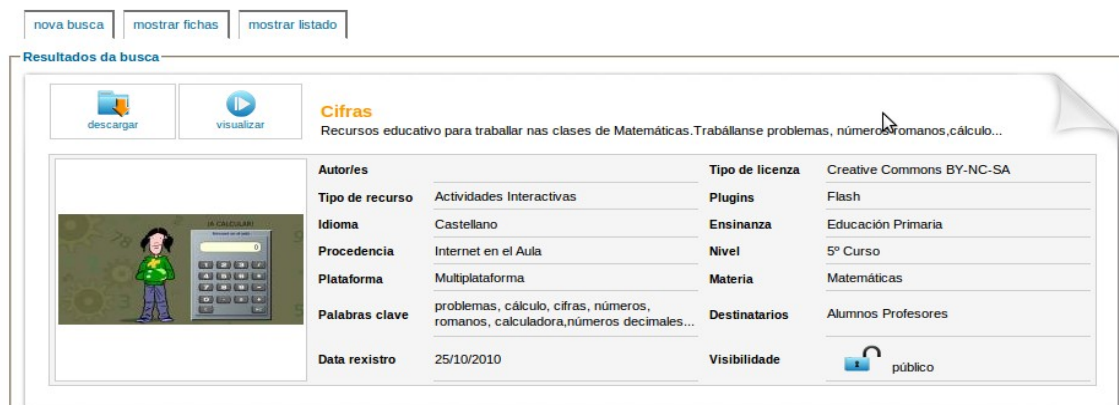 nova busca
mostrar fichas
mostrar listado
Resultados da busca
descargar
visualizar
Cifras
Recursos educativo para traballar nas clases de Matemáticas.Trabállanse problemas, números romanos,cálculo...
¡A CALCULAR!
0
Autor/es
Tipo de licenza Creative Commons BY-NC-SA
Tipo de recurso Actividades Interactivas
Plugins Flash
Idioma Castellano
Ensinanza Educación Primaria
Procedencia Internet en el Aula
Nivel 5º Curso
Plataforma Multiplataforma
Materia Matemáticas
Palabras clave problemas, cálculo, cifras, números,
romanos, calculadora,números decimales...
Destinatarios Alumnos Profesores
Data rexistro 25/10/2010
Visibilidade público